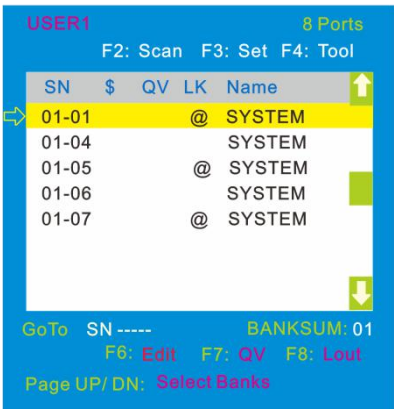 USER1 8 Ports
F2: Scan F3: Set F4: Tool
SN $ QV LK Name
01-01 @ SYSTEM
01-04 SYSTEM
01-05 @ SYSTEM
01-06 SYSTEM
01-07 @ SYSTEM
GoTo SN ----- BANKSUM: 01
F6: Edit F7: QV F8: Lout
Page UP/ DN: Select Banks